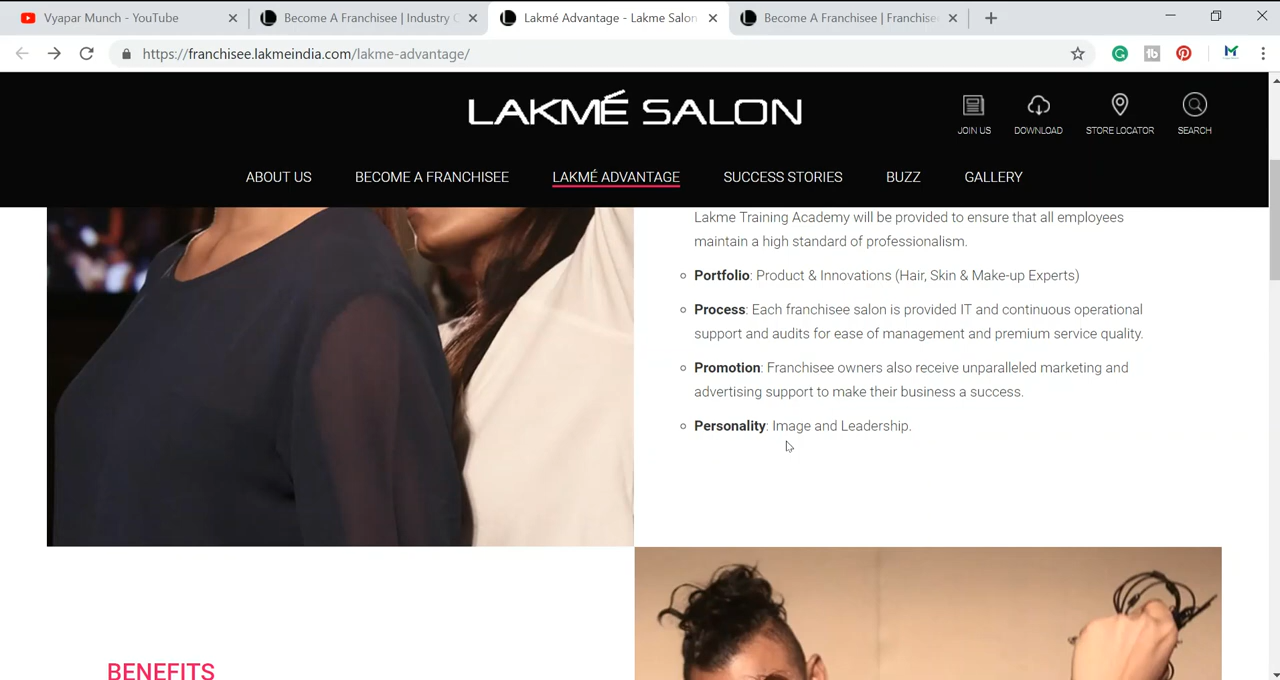 Vyapar Munch - YouTube
Become A Franchisee | Industry
Lakmé Advantage - Lakme Salon
Become A Franchisee | Franchise
https://franchisee.lakmeindia.com/lakme-advantage/
LAKMÉ SALON
JOIN US
DOWNLOAD
STORE LOCATOR
SEARCH
ABOUT US
BECOME A FRANCHISEE
LAKMÉ ADVANTAGE
SUCCESS STORIES
BUZZ
GALLERY
Lakme Training Academy will be provided to ensure that all employees
maintain a high standard of professionalism.
Portfolio: Product & Innovations (Hair, Skin & Make-up Experts)
Process: Each franchisee salon is provided IT and continuous operational
support and audits for ease of management and premium service quality.
Promotion: Franchisee owners also receive unparalleled marketing and
advertising support to make their business a success.
Personality: Image and Leadership.
BENEFITS